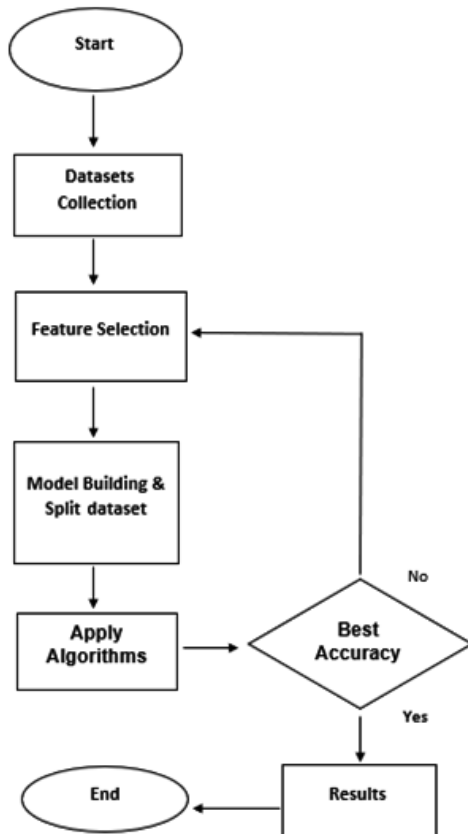 Start
Datasets
Collection
Feature Selection
Model Building &
Split dataset
Apply
Algorithms
Best
Accuracy
No
Yes
Results
End